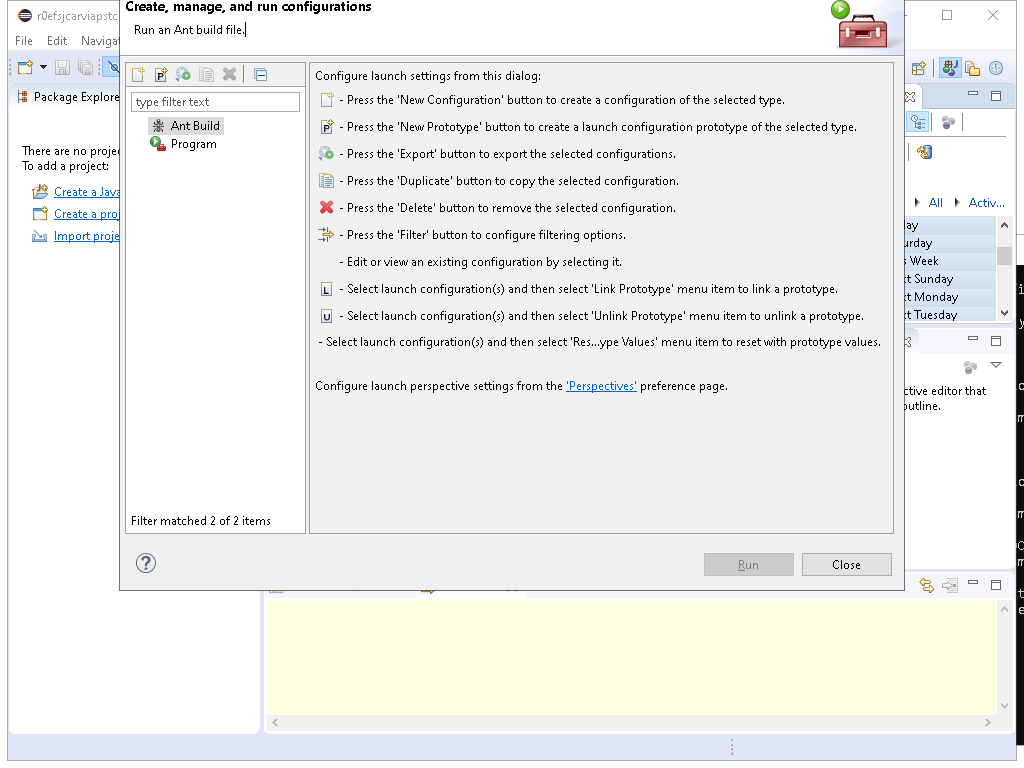 Create, manage, and run configurations
Run an Ant build file.
r0efsjcarviapstc
File Edit Naviga
Package Explore
type filter text
Ant Build
Program
Filter matched 2 of 2 items
There are no proje
To add a project:
Create a Java
Create a proj
Import proje
Configure launch settings from this dialog:
- Press the 'New Configuration' button to create a configuration of the selected type.
P - Press the 'New Prototype' button to create a launch configuration prototype of the selected type.
- Press the 'Export' button to export the selected configurations.
- Press the 'Duplicate' button to copy the selected configuration.
- Press the 'Delete' button to remove the selected configuration.
- Press the 'Filter' button to configure filtering options.
- Edit or view an existing configuration by selecting it.
L - Select launch configuration(s) and then select 'Link Prototype' menu item to link a prototype.
U - Select launch configuration(s) and then select 'Unlink Prototype' menu item to unlink a prototype.
- Select launch configuration(s) and then select 'Res...ype Values' menu item to reset with prototype values.
Configure launch perspective settings from the 'Perspectives' preference page.
? Run Close
All Activ...
ay
urday
s Week
xt Sunday
xt Monday
xt Tuesday
ctive editor that
outline.